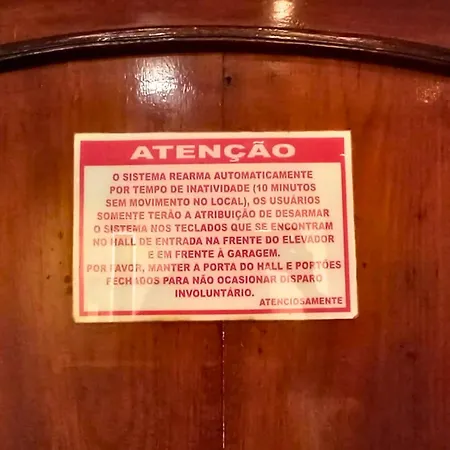 ATENÇÃO
O SISTEMA REARMA AUTOMATICAMENTE
POR TEMPO DE INATIVIDADE (10 MINUTOS
SEM MOVIMENTO NO LOCAL), OS USUÁRIOS
SOMENTE TERÃO A ATRIBUIÇÃO DE DESARMAR
O SISTEMA NOS TECLADOS QUE SE ENCONTRAM
NO HALL DE ENTRADA NA FRENTE DO ELEVADOR
E EM FRENTE À GARAGEM.
POR FAVOR, MANTER A PORTA DO HALL E PORTÕES
FECHADOS PARA NÃO OCASIONAR DISPARO
INVOLUNTÁRIO.
ATENCIOSAMENTE